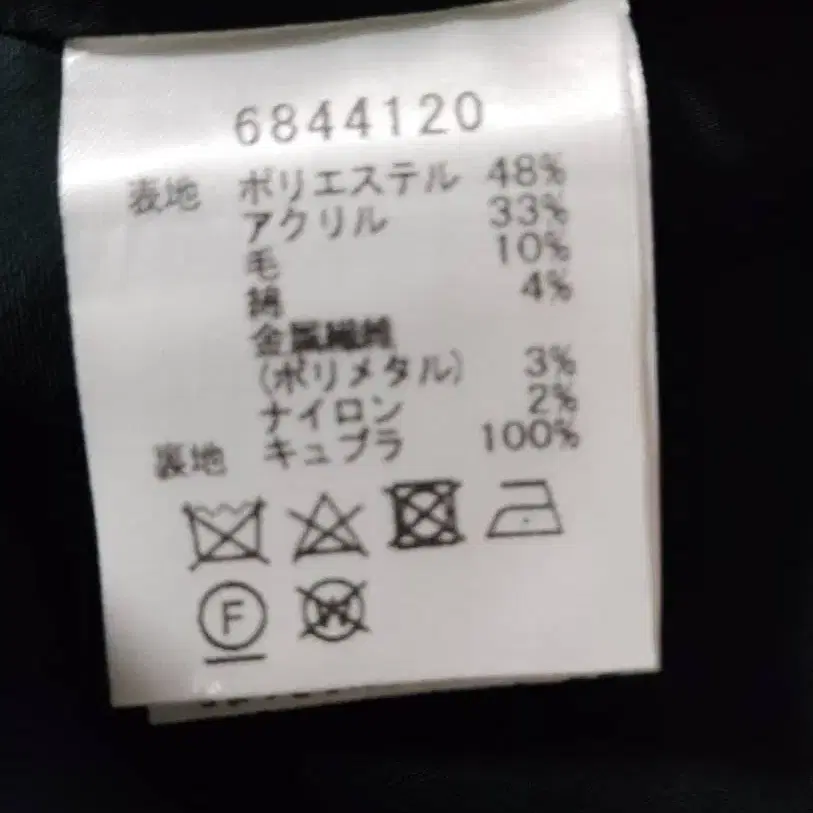 6844120
表地 ポリエステル 48%
アクリル 33%
毛 10%
綿 4%
金属繊維
(ポリメタル) 3%
ナイロン 2%
裏地 キュプラ 100%
F
W